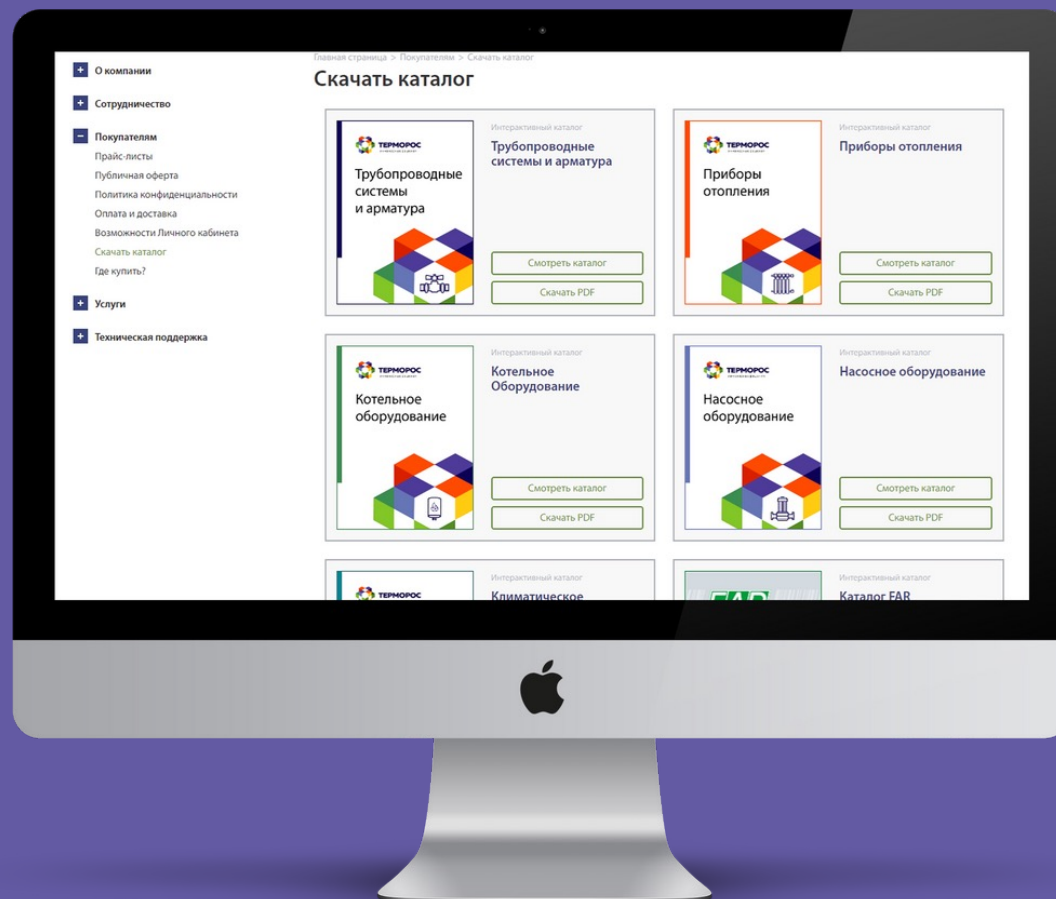 Главная страница > Покупателям > Скачать каталог
Скачать каталог
О компании
Сотрудничество
Покупателям
Прайс-листы
Публичная оферта
Политика конфиденциальности
Оплата и доставка
Возможности Личного кабинета
Скачать каталог
Где купить?
Услуги
Техническая поддержка
ТЕРМОРОС
Трубопроводные
системы
и арматура
Интерактивный каталог
Трубопроводные
системы и арматура
Смотреть каталог
Скачать PDF
ТЕРМОРОС
Приборы
отопления
Интерактивный каталог
Приборы отопления
Смотреть каталог
Скачать PDF
ТЕРМОРОС
Котельное
оборудование
Интерактивный каталог
Котельное
Оборудование
Смотреть каталог
Скачать PDF
ТЕРМОРОС
Насосное
оборудование
Интерактивный каталог
Насосное оборудование
Смотреть каталог
Скачать PDF
ТЕРМОРОС
Интерактивный каталог
Климатическое
FAR
Интерактивный каталог
Каталог FAR